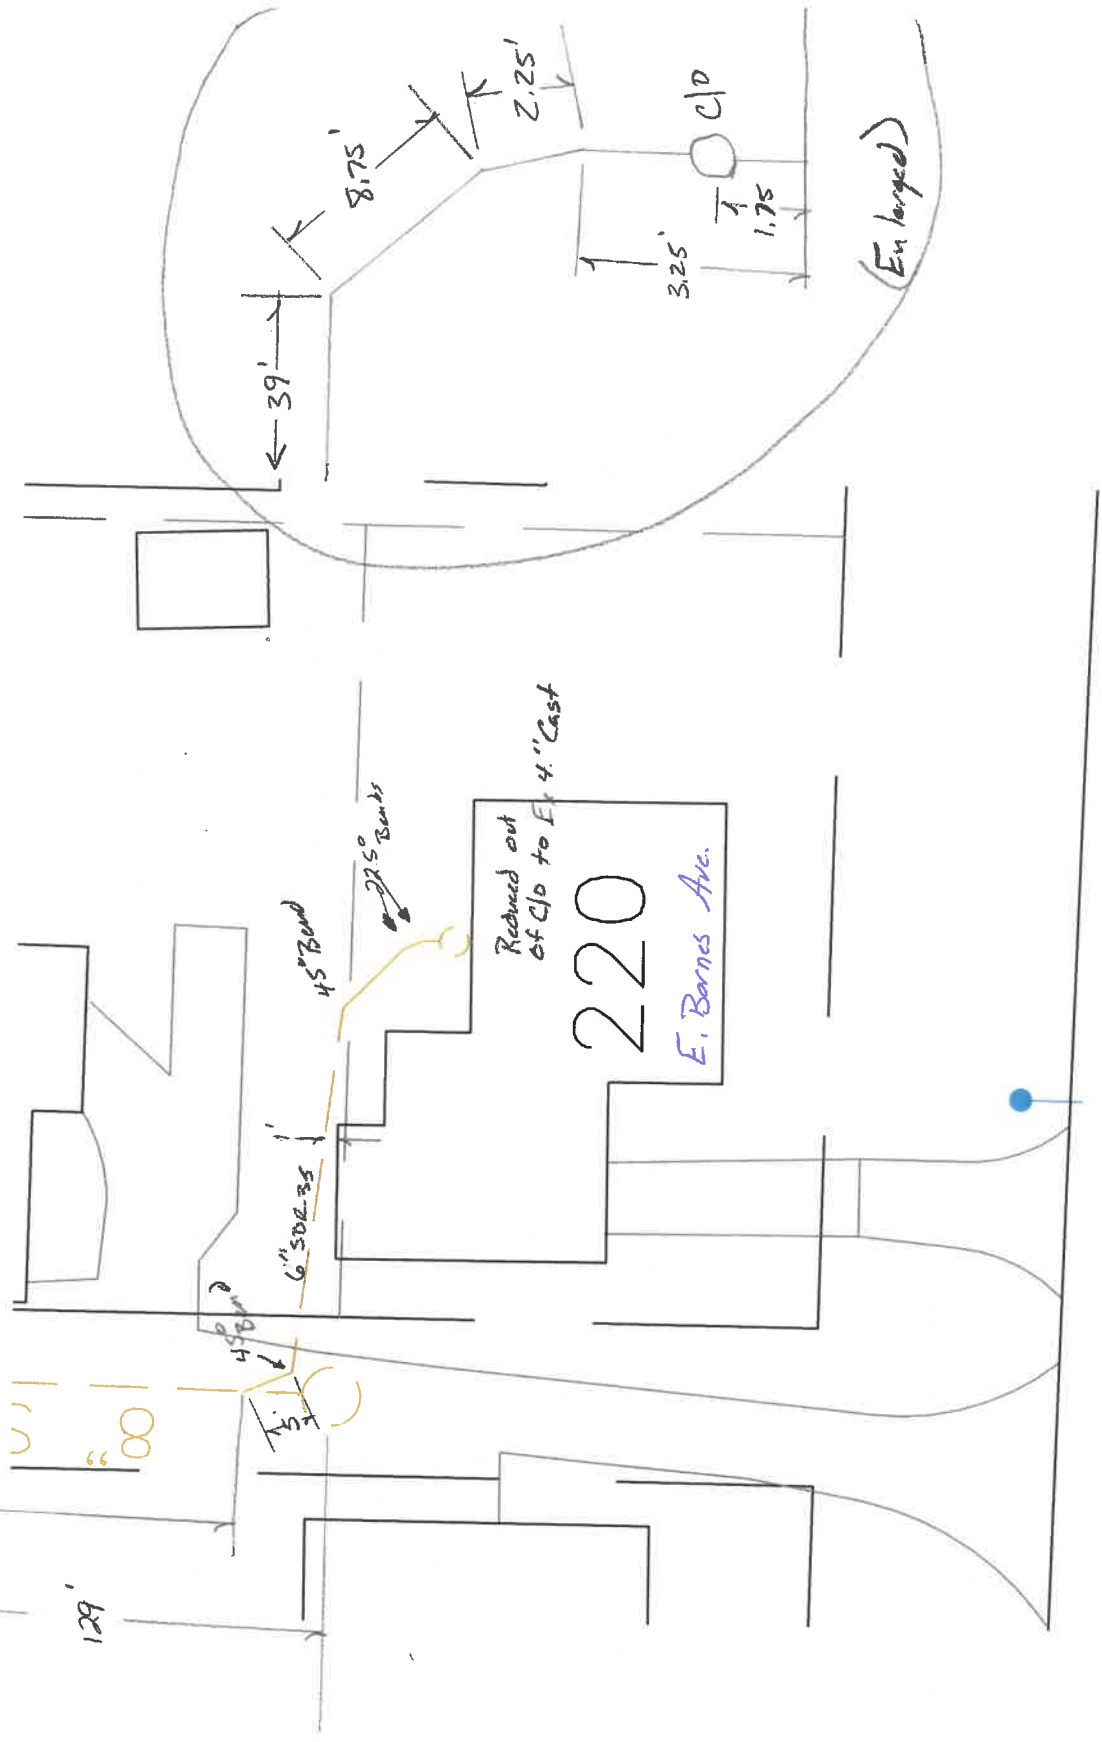 39'
8.75'
2.25'
C/O
1.75
3.25'
(Enlarged)
45° Bend
22.5° Bends
Reduced out
of C/O to Ex 4" Cast
220
E. Barnes Ave.
1'
6" SDR-35
45° Bend
8"
129'